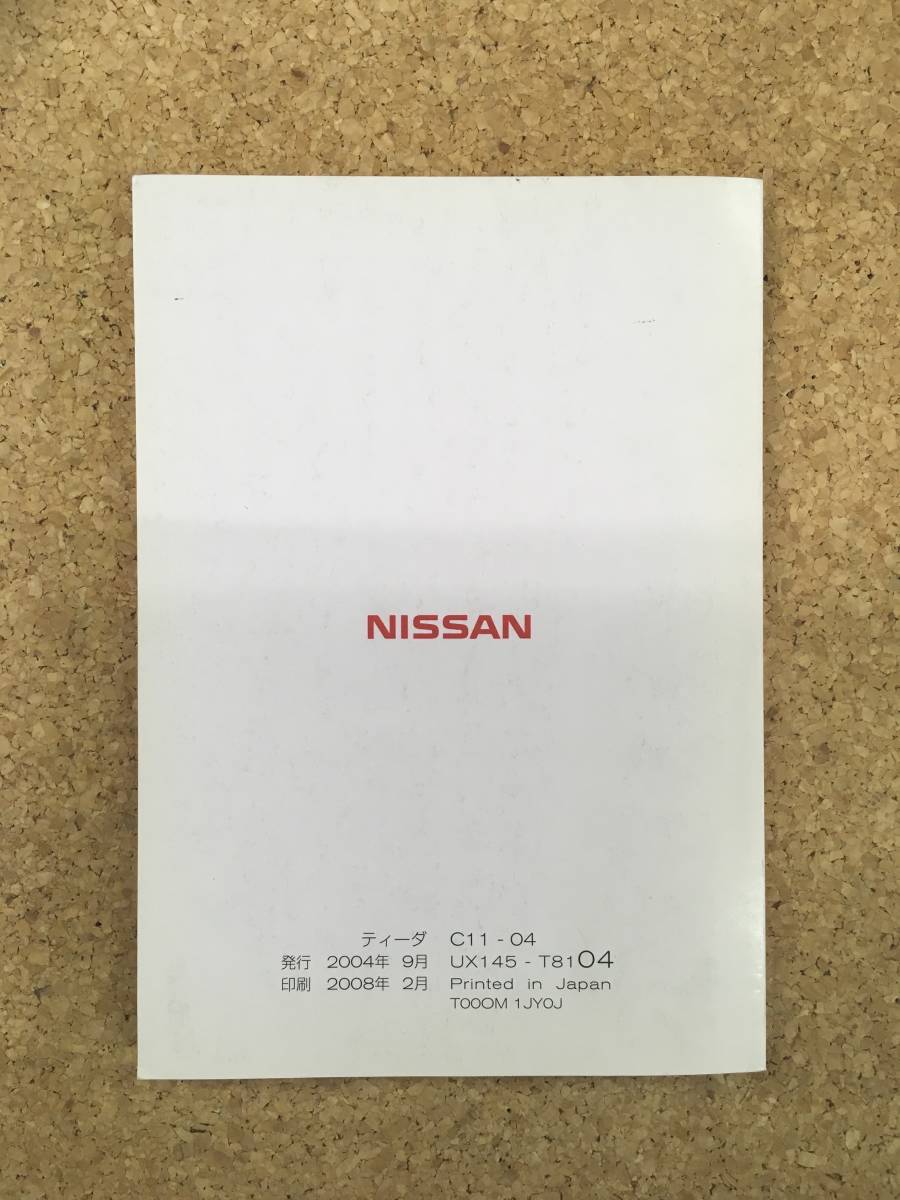 NISSAN
ティーダ C11 - 04
発行 2004年 9月 UX145 - T8104
印刷 2008年 2月 Printed in Japan
T00OM 1JY0J